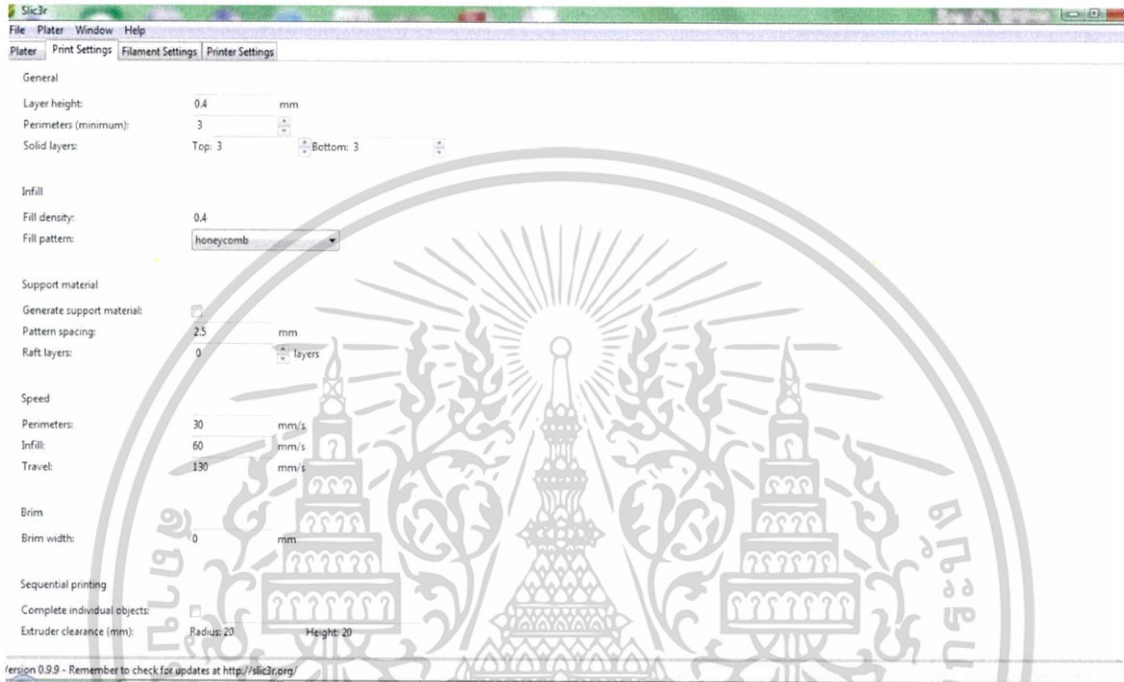 Slic3r
File Plater Window Help
Plater Print Settings Filament Settings Printer Settings
General
Layer height: 0.4 mm
Perimeters (minimum): 3
Solid layers: Top: 3 Bottom: 3
Infill
Fill density: 0.4
Fill pattern: honeycomb
Support material
Generate support material:
Pattern spacing: 2.5 mm
Raft layers: 0 layers
Speed
Perimeters: 30 mm/s
Infill: 60 mm/s
Travel: 130 mm/s
Brim
Brim width: 0 mm
Sequential printing
Complete individual objects:
Extruder clearance (mm): Radius: 20 Height: 20
Version 0.9.9 - Remember to check for updates at http://slic3r.org/